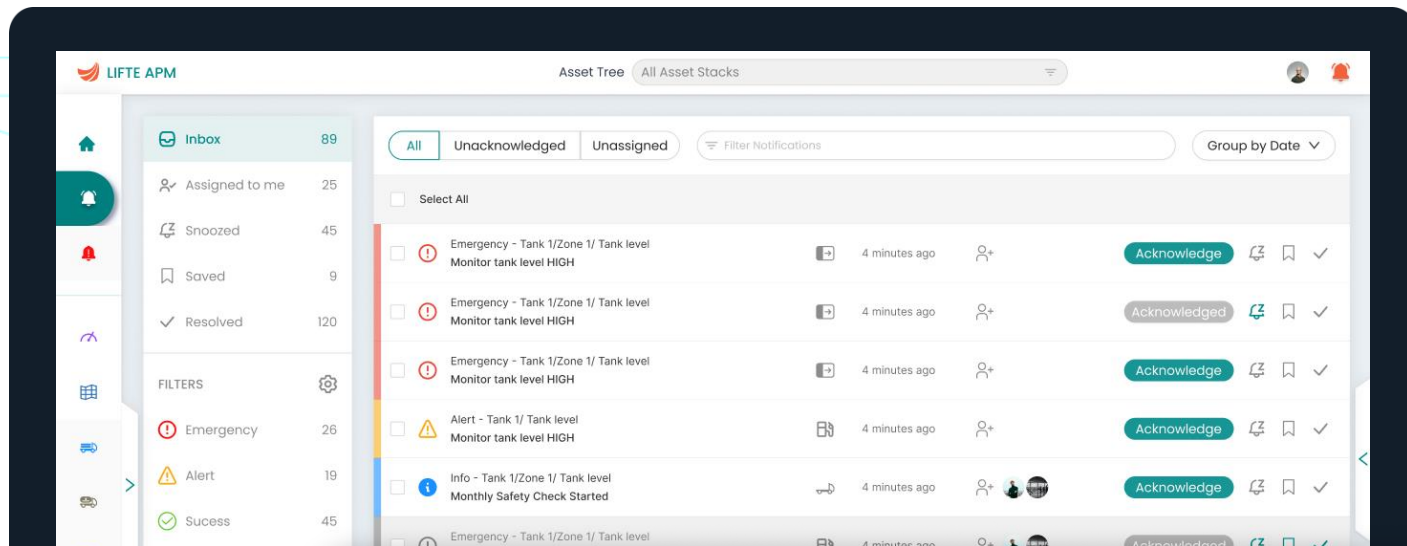 LIFTE APM
Asset Tree All Asset Stacks
Inbox 89
Assigned to me 25
Snoozed 45
Saved 9
Resolved 120
FILTERS
Emergency 26
Alert 19
Sucess 45
All Unacknowledged Unassigned Filter Notifications Group by Date
Select All
Emergency - Tank 1/Zone 1/ Tank level
Monitor tank level HIGH
4 minutes ago Acknowledge
Emergency - Tank 1/Zone 1/ Tank level
Monitor tank level HIGH
4 minutes ago Acknowledged
Emergency - Tank 1/Zone 1/ Tank level
Monitor tank level HIGH
4 minutes ago Acknowledge
Alert - Tank 1/ Tank level
Monitor tank level HIGH
4 minutes ago Acknowledge
Info - Tank 1/Zone 1/ Tank level
Monthly Safety Check Started
4 minutes ago Acknowledge
Emergency - Tank 1/Zone 1/ Tank level
4 minutes ago Acknowledged